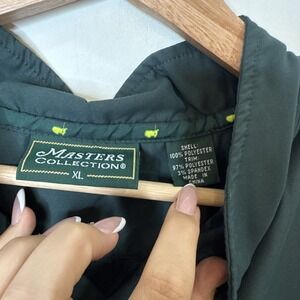 MASTERS
COLLECTION®
XL
SHELL:
100% POLYESTER
TRIM:
97% POLYESTER
3% SPANDEX
MADE IN
CHINA